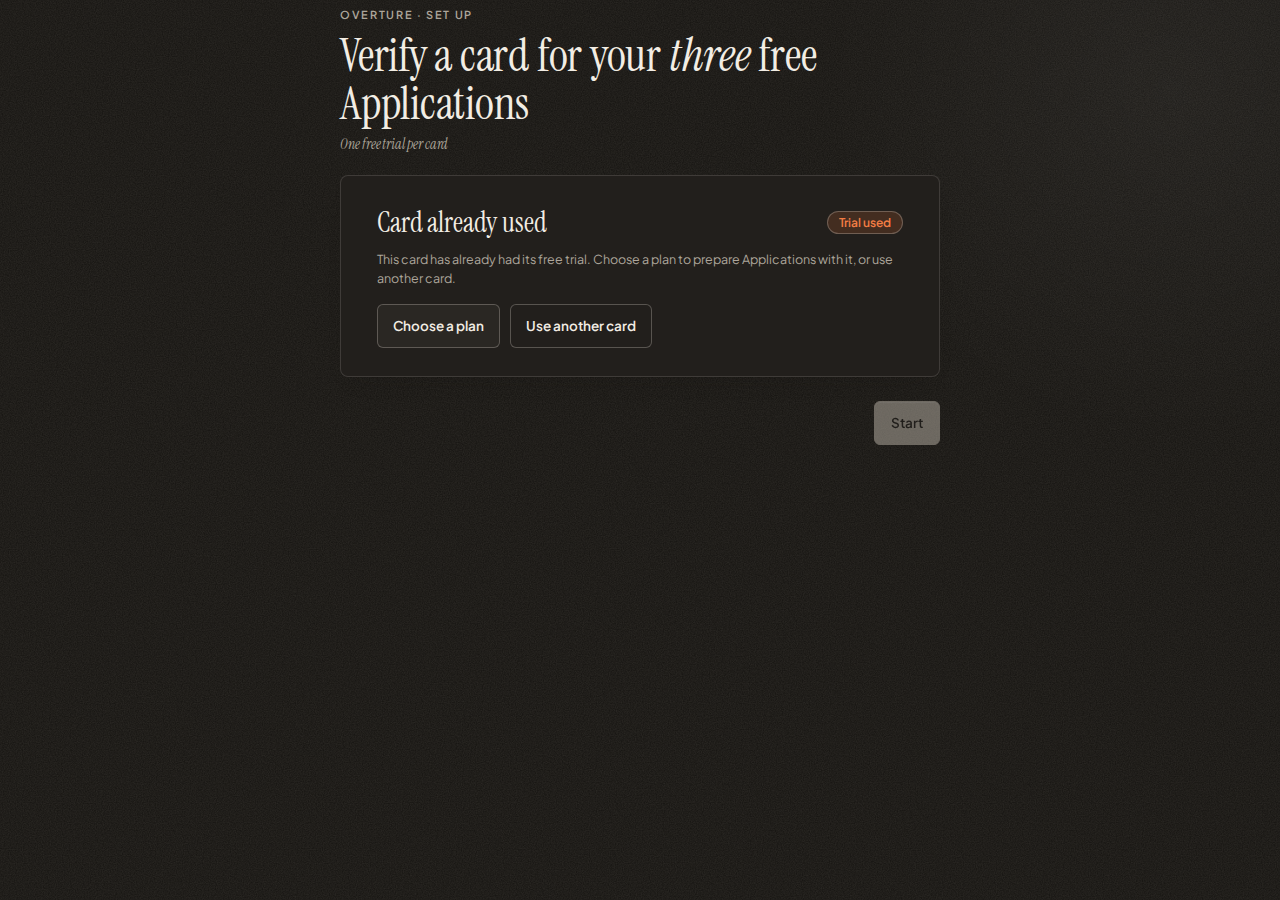 OVERTURE · SET UP
Verify a card for your three free
Applications
One free trial per card
Card already used
Trial used
This card has already had its free trial. Choose a plan to prepare Applications with it, or use
another card.
Choose a plan
Use another card
Start